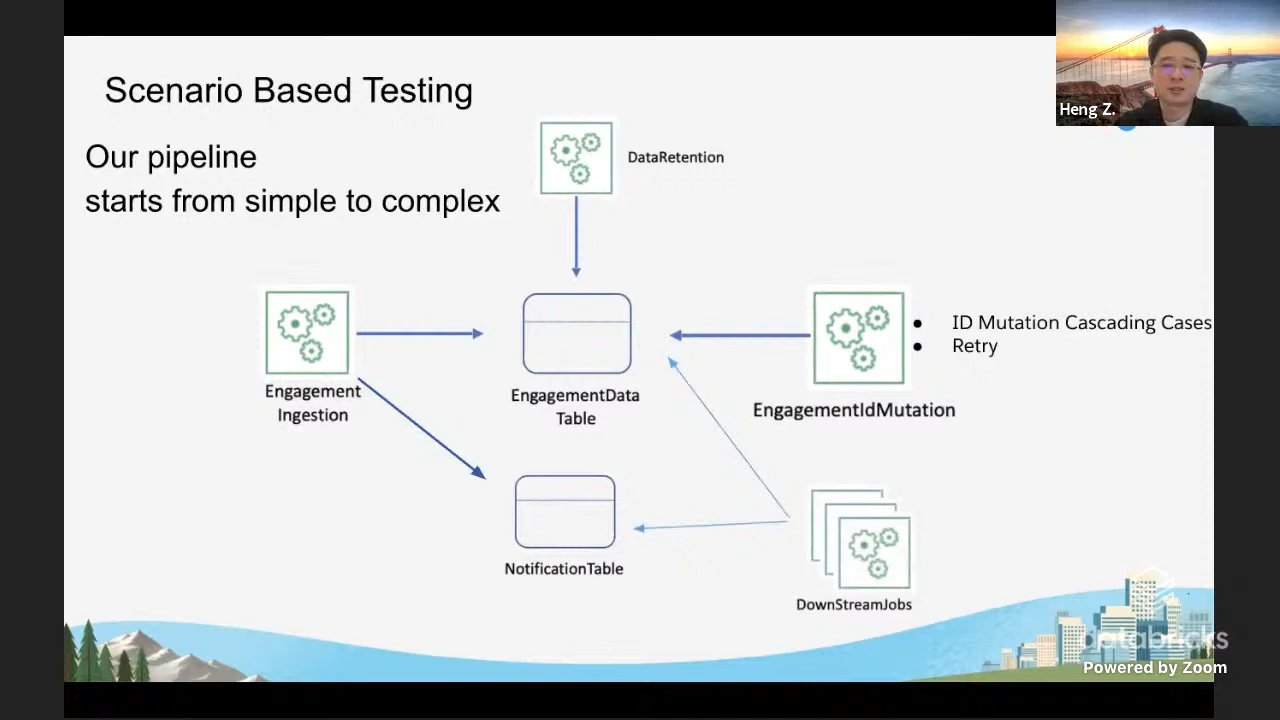 Scenario Based Testing
Our pipeline
starts from simple to complex
DataRetention
Heng Z.
Engagement
Ingestion
EngagementData
Table
EngagementIdMutation
• ID Mutation Cascading Cases
• Retry
NotificationTable
DownStreamJobs
databricks
Powered by Zoom